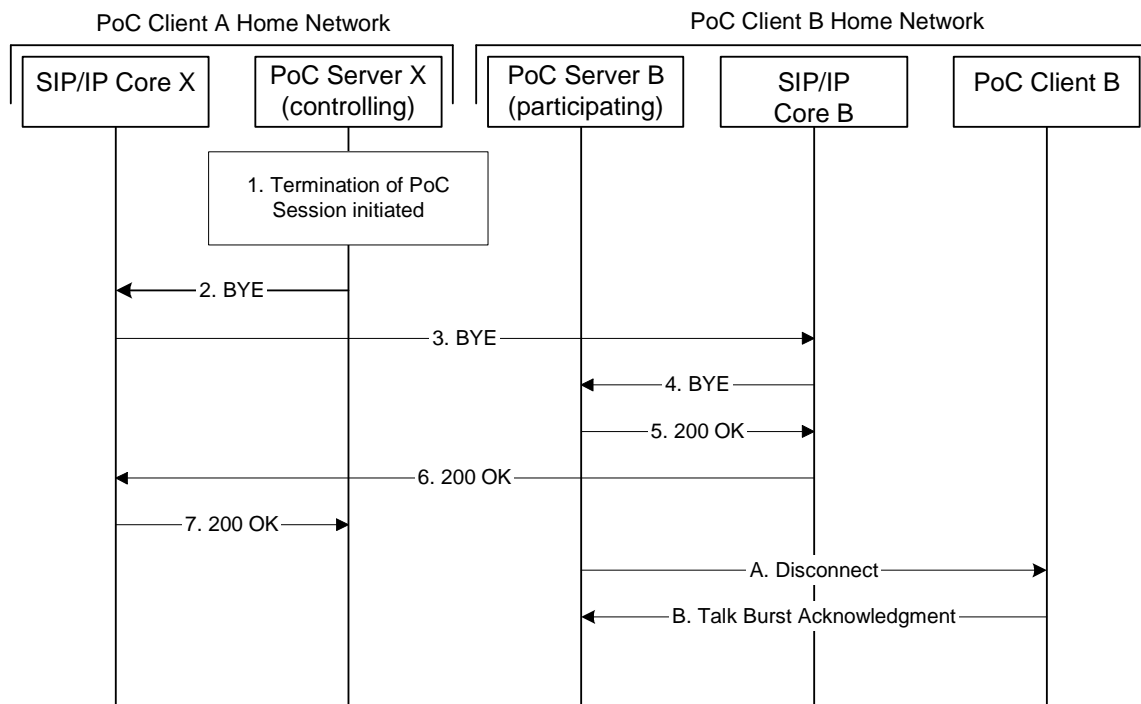 PoC Client A Home Network
PoC Client B Home Network
SIP/IP Core X
PoC Server X
(controlling)
PoC Server B
(participating)
SIP/IP
Core B
PoC Client B
1. Termination of PoC
Session initiated
2. BYE
3. BYE
4. BYE
5. 200 OK
6. 200 OK
7. 200 OK
A. Disconnect
B. Talk Burst Acknowledgment